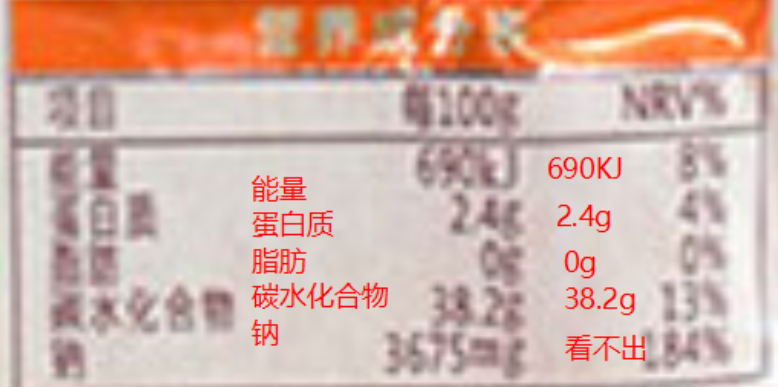 营养成分表
项目 每100g NRV%
能量 690kJ 8%
蛋白质 2.4g 4%
脂肪 0g 0%
碳水化合物 38.2g 13%
钠 3675mg 184%
能量 690KJ
蛋白质 2.4g
脂肪 0g
碳水化合物 38.2g
钠 看不出